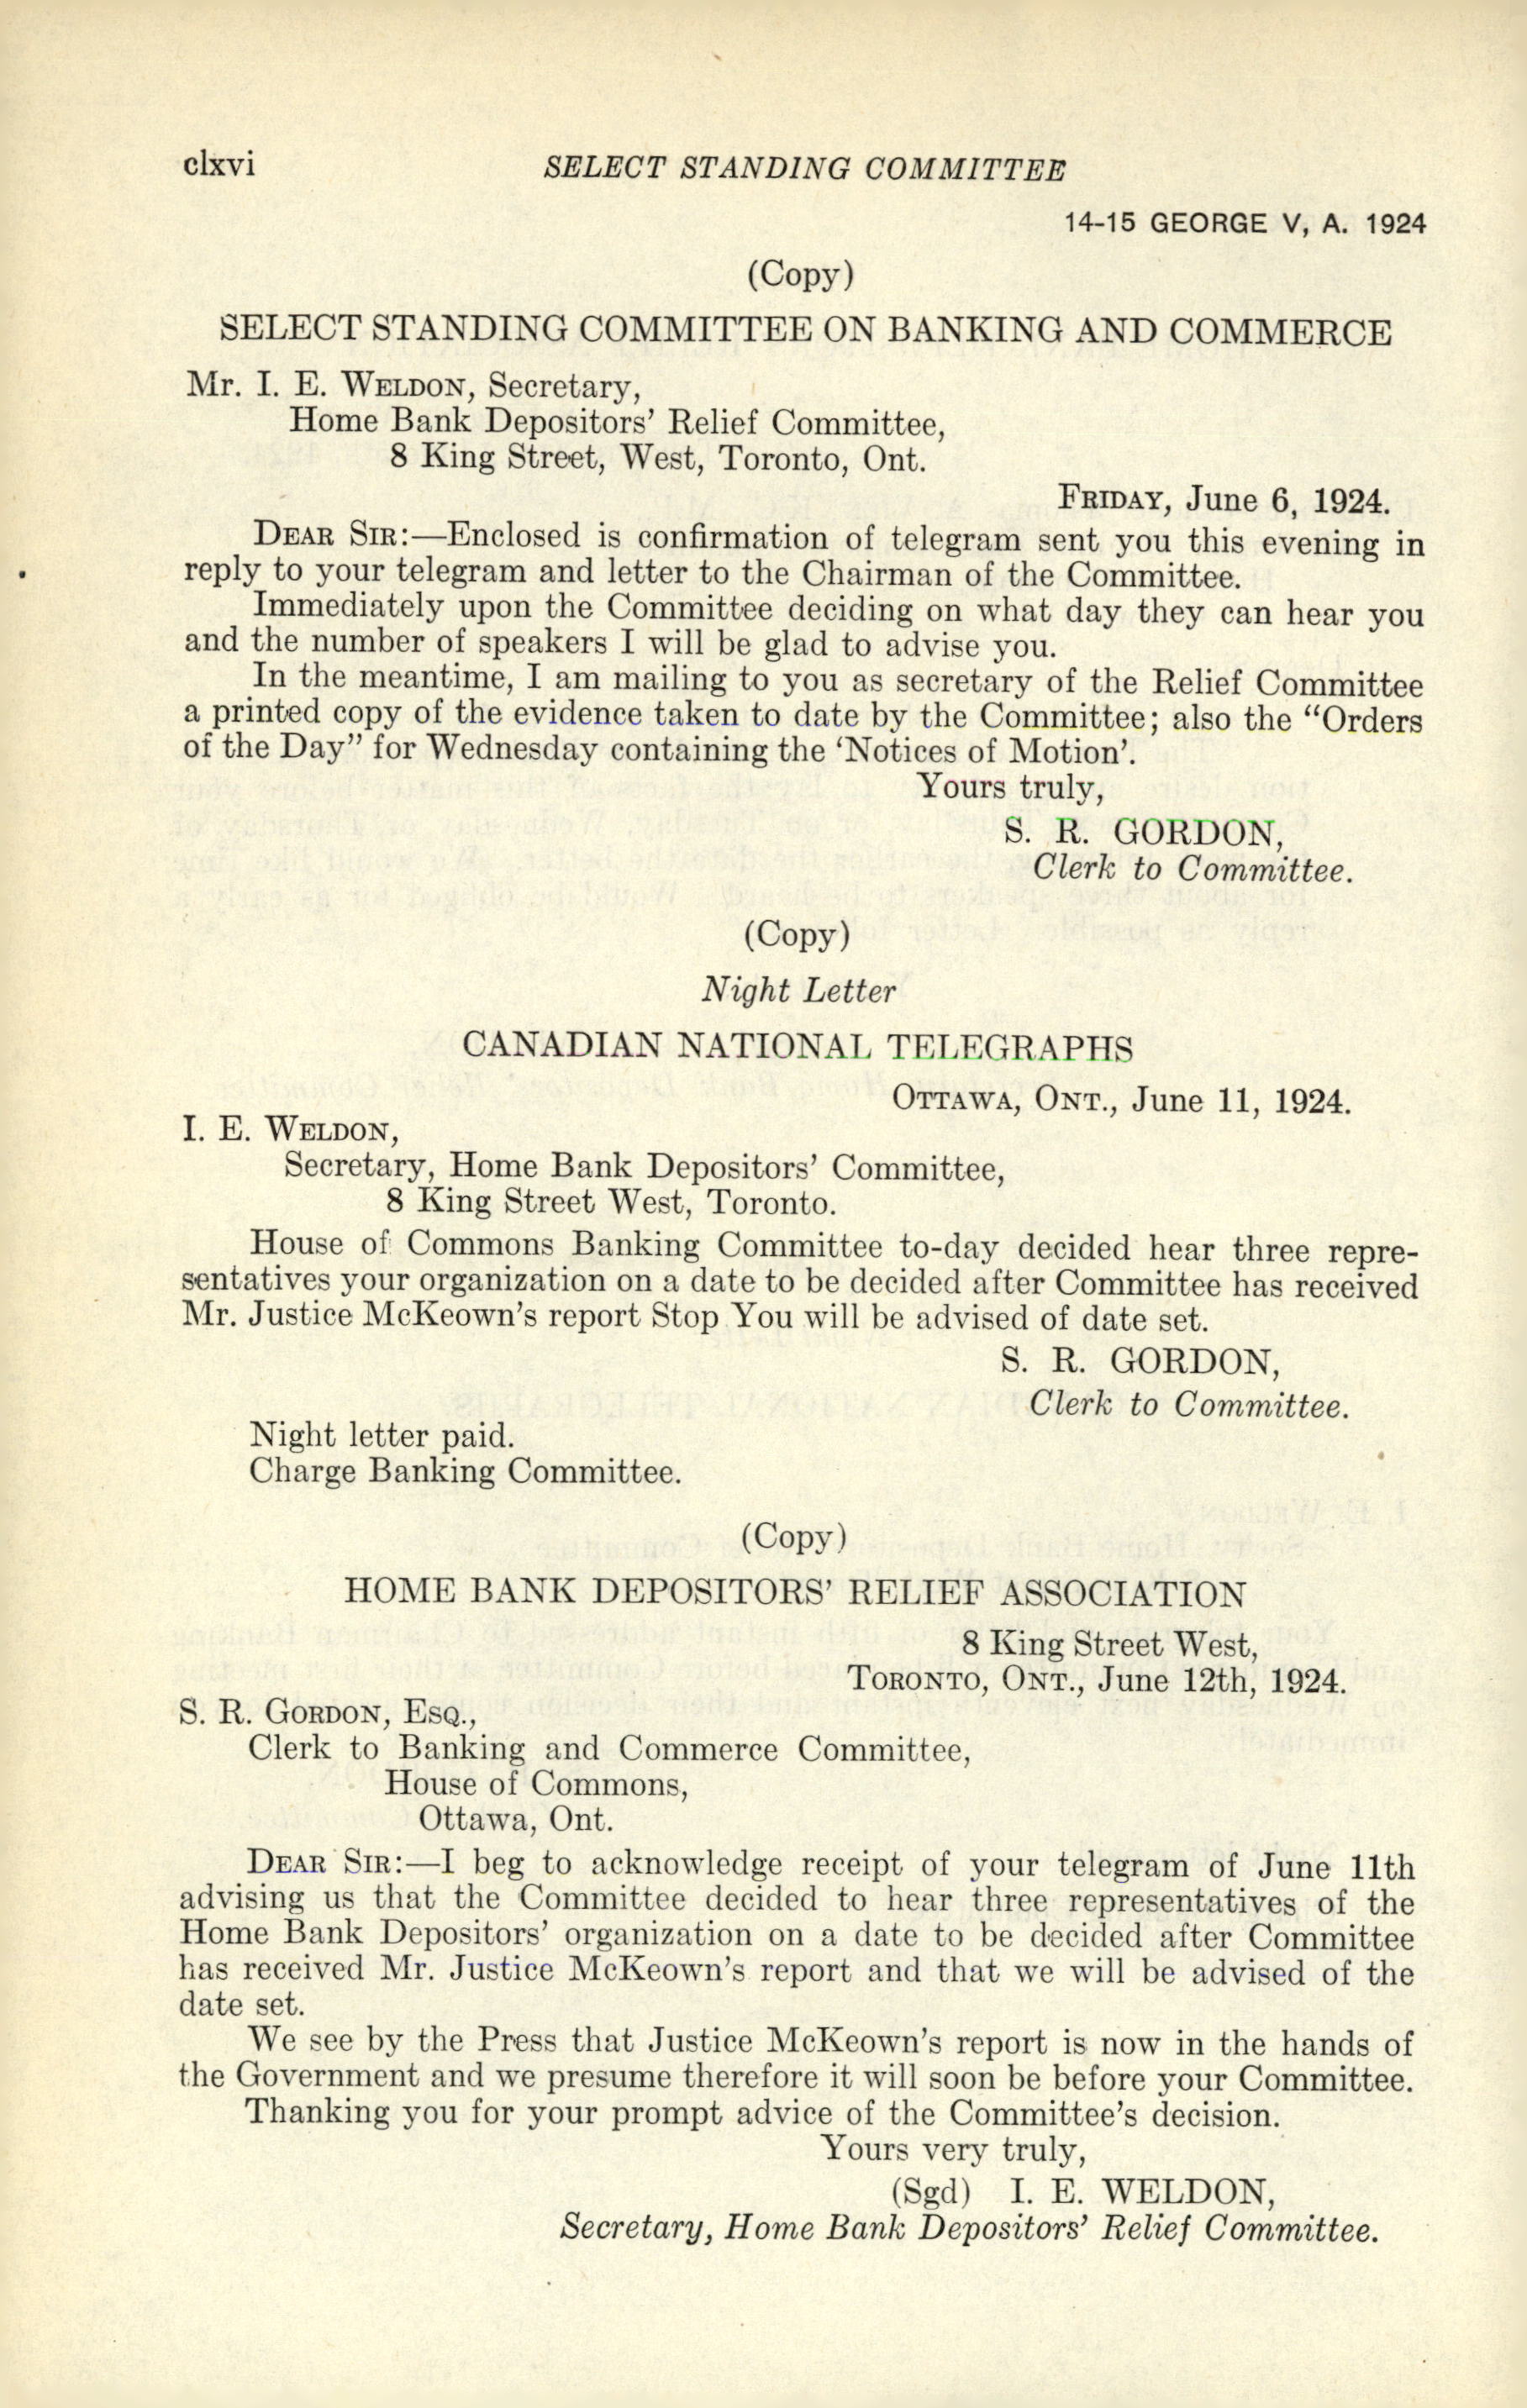 clxvi SELECT STANDING COMMITTEE
14-15 GEORGE V, A. 1924
(Copy)
SELECT STANDING COMMITTEE ON BANKING AND COMMERCE
Mr. I. E. WELDON, Secretary,
Home Bank Depositors' Relief Committee,
8 King Street, West, Toronto, Ont.
FRIDAY, June 6, 1924.
DEAR SIR:—Enclosed is confirmation of telegram sent you this evening in
reply to your telegram and letter to the Chairman of the Committee.
Immediately upon the Committee deciding on what day they can hear you
and the number of speakers I will be glad to advise you.
In the meantime, I am mailing to you as secretary of the Relief Committee
a printed copy of the evidence taken to date by the Committee; also the "Orders
of the Day" for Wednesday containing the 'Notices of Motion'.
Yours truly,
S. R. GORDON,
Clerk to Committee.
(Copy)
Night Letter
CANADIAN NATIONAL TELEGRAPHS
OTTAWA, ONT., June 11, 1924.
I. E. WELDON,
Secretary, Home Bank Depositors' Committee,
8 King Street West, Toronto.
House of Commons Banking Committee to-day decided hear three repre-
sentatives your organization on a date to be decided after Committee has received
Mr. Justice McKeown's report Stop You will be advised of date set.
S. R. GORDON,
Clerk to Committee.
Night letter paid.
Charge Banking Committee.
(Copy)
HOME BANK DEPOSITORS' RELIEF ASSOCIATION
8 King Street West,
TORONTO, ONT., June 12th, 1924.
S. R. GORDON, ESQ.,
Clerk to Banking and Commerce Committee,
House of Commons,
Ottawa, Ont.
DEAR SIR:—I beg to acknowledge receipt of your telegram of June 11th
advising us that the Committee decided to hear three representatives of the
Home Bank Depositors' organization on a date to be decided after Committee
has received Mr. Justice McKeown's report and that we will be advised of the
date set.
We see by the Press that Justice McKeown's report is now in the hands of
the Government and we presume therefore it will soon be before your Committee.
Thanking you for your prompt advice of the Committee's decision.
Yours very truly,
(Sgd) I. E. WELDON,
Secretary, Home Bank Depositors' Relief Committee.